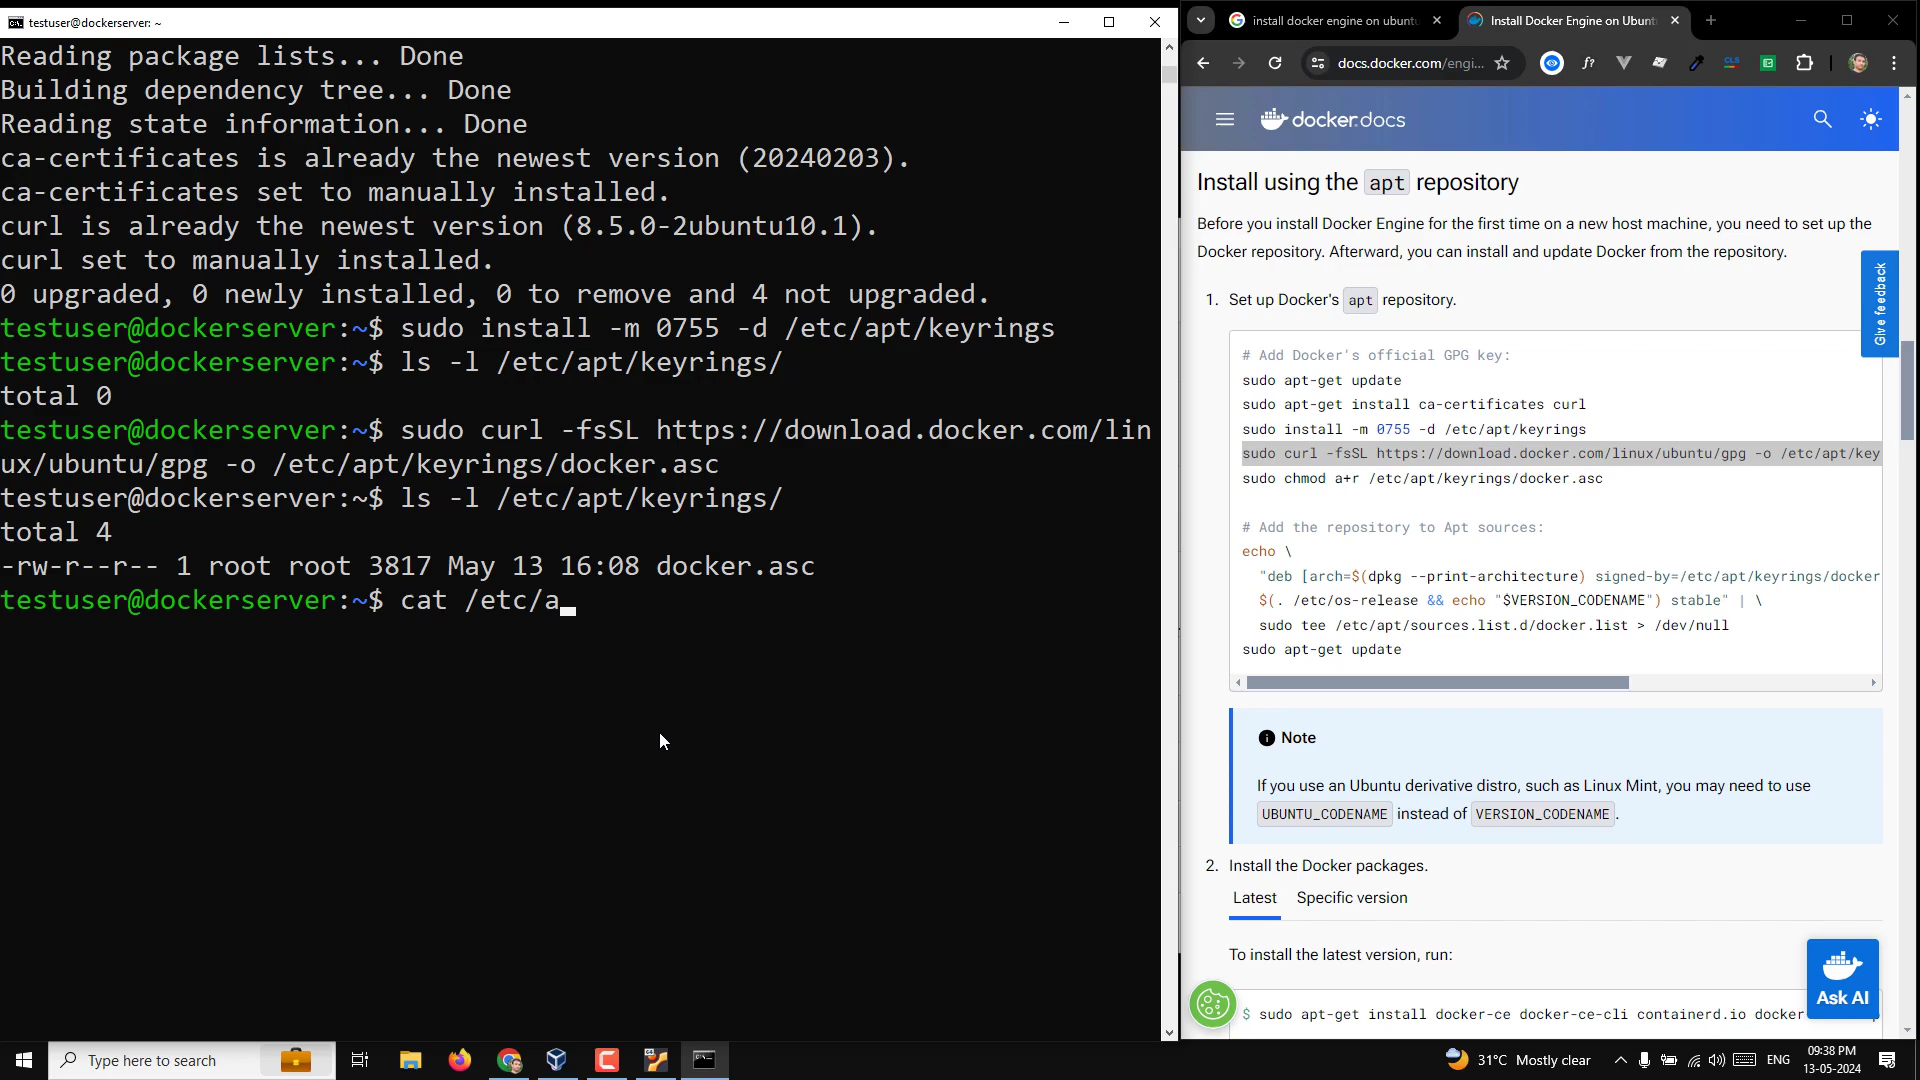 testuser@dockerserver: ~
Reading package lists... Done
Building dependency tree... Done
Reading state information... Done
ca-certificates is already the newest version (20240203).
ca-certificates set to manually installed.
curl is already the newest version (8.5.0-2ubuntu10.1).
curl set to manually installed.
0 upgraded, 0 newly installed, 0 to remove and 4 not upgraded.
testuser@dockerserver:~$ sudo install -m 0755 -d /etc/apt/keyrings
testuser@dockerserver:~$ ls -l /etc/apt/keyrings/
total 0
testuser@dockerserver:~$ sudo curl -fsSL https://download.docker.com/lin
ux/ubuntu/gpg -o /etc/apt/keyrings/docker.asc
testuser@dockerserver:~$ ls -l /etc/apt/keyrings/
total 4
-rw-r--r-- 1 root root 3817 May 13 16:08 docker.asc
testuser@dockerserver:~$ cat /etc/a
install docker engine on ubuntu
Install Docker Engine on Ubunt
docs.docker.com/engi...
f?
CLS
docker.docs
Install using the apt repository
Before you install Docker Engine for the first time on a new host machine, you need to set up the
Docker repository. Afterward, you can install and update Docker from the repository.
Give feedback
1. Set up Docker's apt repository.
# Add Docker's official GPG key:
sudo apt-get update
sudo apt-get install ca-certificates curl
sudo install -m 0755 -d /etc/apt/keyrings
sudo curl -fsSL https://download.docker.com/linux/ubuntu/gpg -o /etc/apt/key
sudo chmod a+r /etc/apt/keyrings/docker.asc
# Add the repository to Apt sources:
echo \
"deb [arch=$(dpkg --print-architecture) signed-by=/etc/apt/keyrings/docker
$(. /etc/os-release && echo "$VERSION_CODENAME") stable" | \
sudo tee /etc/apt/sources.list.d/docker.list > /dev/null
sudo apt-get update
Note
If you use an Ubuntu derivative distro, such as Linux Mint, you may need to use
UBUNTU_CODENAME instead of VERSION_CODENAME.
2. Install the Docker packages.
Latest Specific version
To install the latest version, run:
Ask AI
$ sudo apt-get install docker-ce docker-ce-cli containerd.io docker
Type here to search
31°C Mostly clear
ENG
09:38 PM
13-05-2024